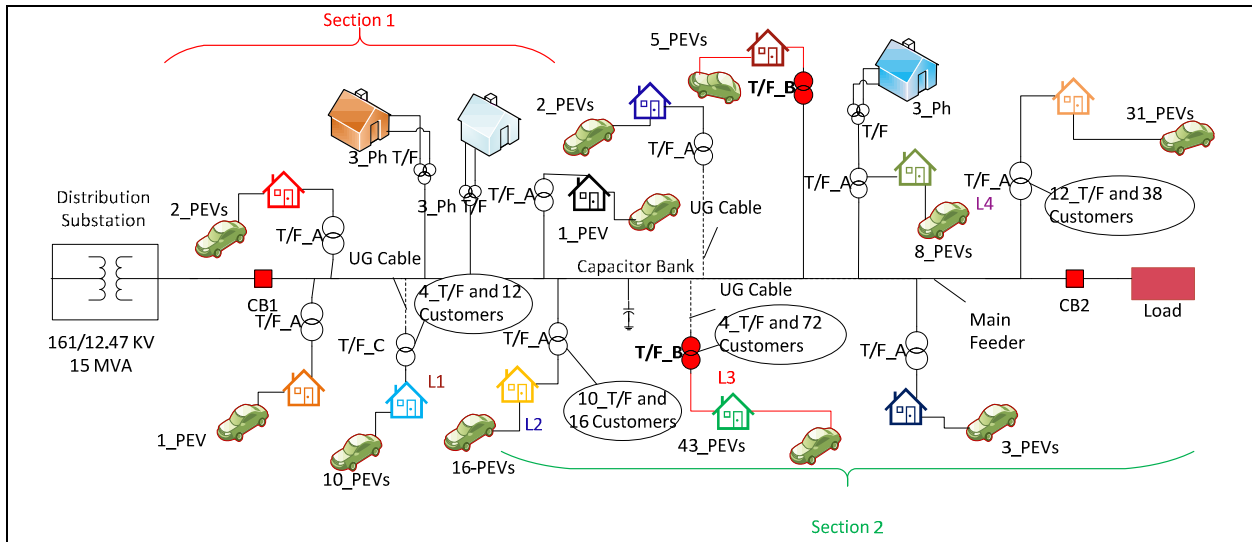 Section 1
5_PEVs
T/F_B
2_PEVs
T/F_A
3_Ph
T/F
31_PEVs
3_Ph T/F
3_Ph T/F
T/F_A
1_PEV
UG Cable
T/F_A
8_PEVs
L4
T/F_A
12_T/F and 38
Customers
Distribution
Substation
2_PEVs
T/F_A
UG Cable
Capacitor Bank
161/12.47 KV
15 MVA
CB1
T/F_A
4_T/F and 12
Customers
T/F_C
L1
T/F_A
UG Cable
4_T/F and 72
Customers
T/F_B
T/F_A
Main
Feeder
CB2
Load
1_PEV
10_PEVs
L2
16-PEVs
10_T/F and
16 Customers
L3
43_PEVs
3_PEVs
Section 2